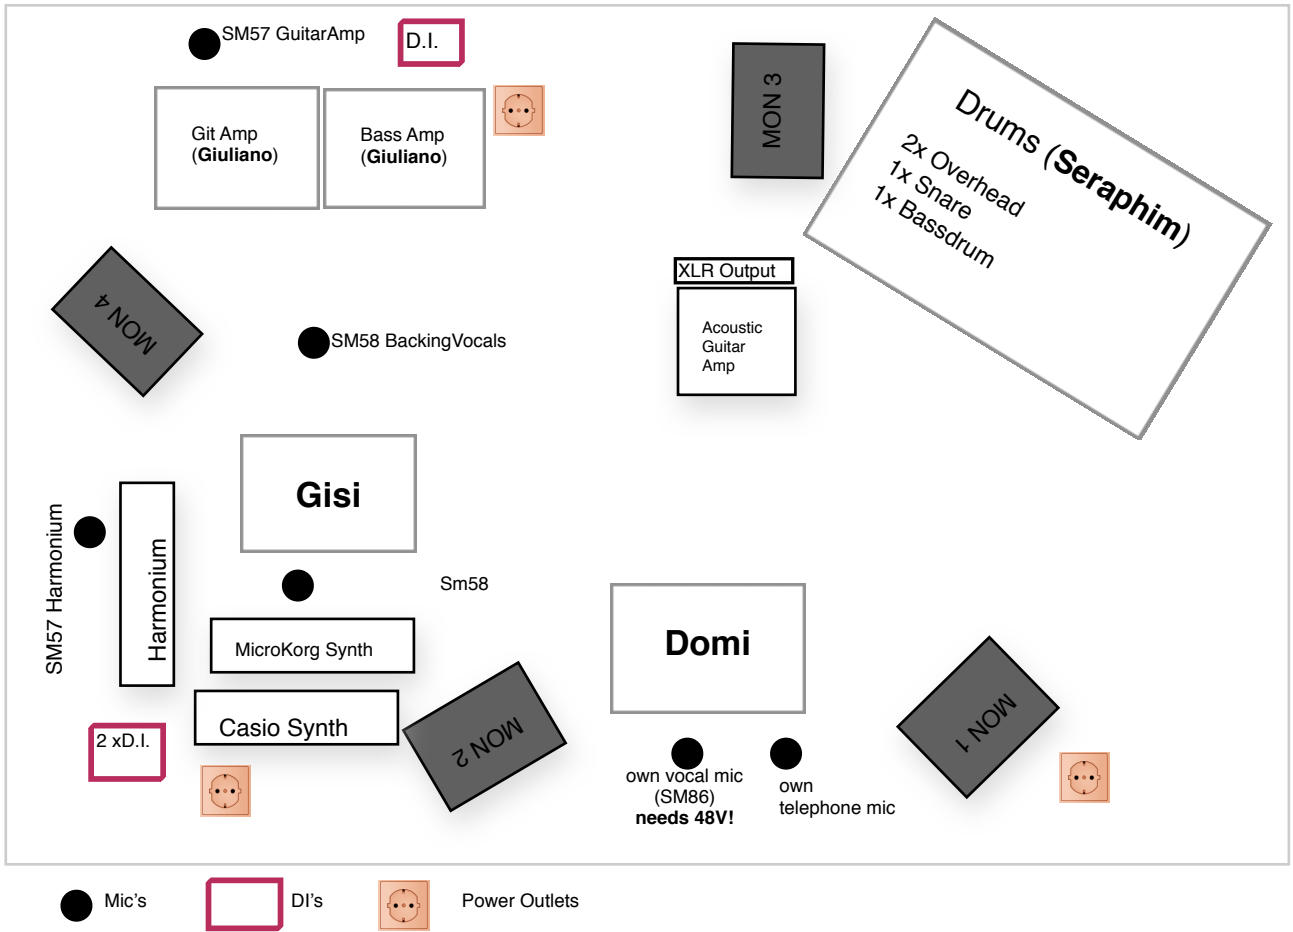 SM57 GuitarAmp
D.I.
Git Amp
(Giuliano)
Bass Amp
(Giuliano)
MON 3
Drums (Seraphim)
2x Overhead
1x Snare
1x Bassdrum
XLR Output
Acoustic
Guitar
Amp
MON 4
SM58 BackingVocals
Gisi
SM57 Harmonium
Harmonium
Sm58
MicroKorg Synth
Casio Synth
2 xD.I.
MON 2
Domi
own vocal mic
(SM86)
needs 48V!
own
telephone mic
MON 1
Mic's
DI's
Power Outlets